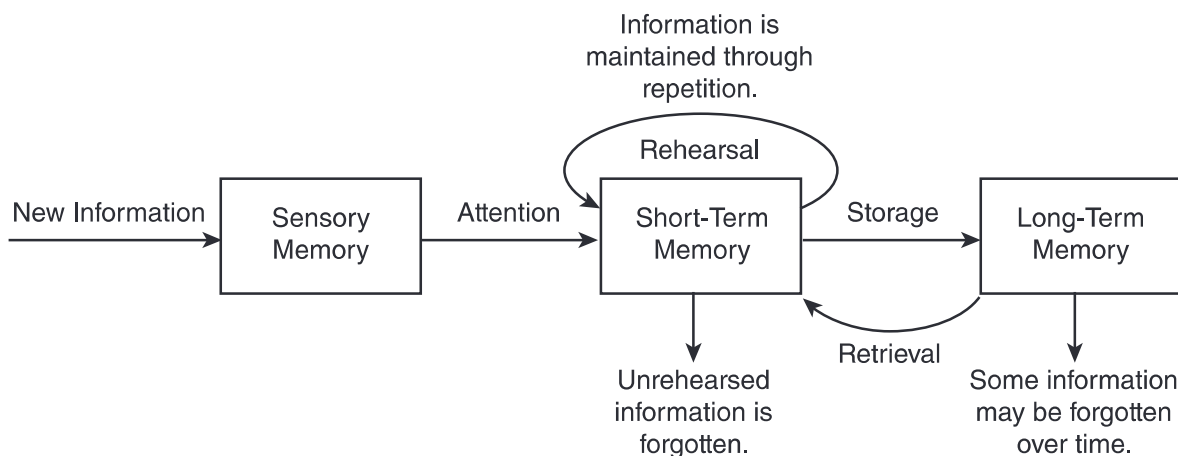 Information is
maintained through
repetition.
Rehearsal
New Information
Sensory
Memory
Attention
Short-Term
Memory
Storage
Long-Term
Memory
Retrieval
Unrehearsed
information is
forgotten.
Some information
may be forgotten
over time.